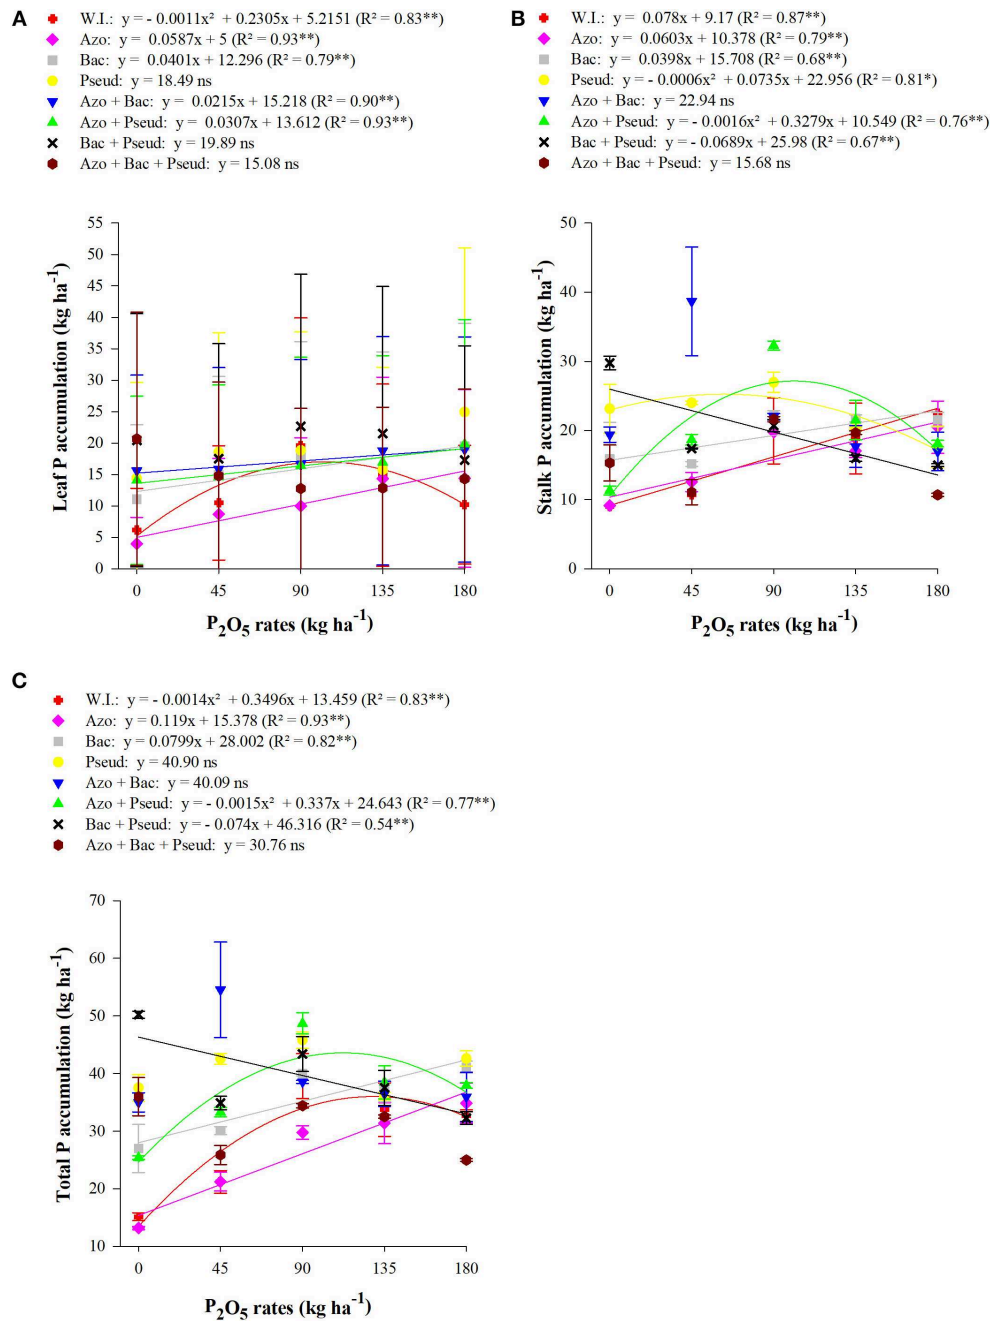 A
W.I.: y = - 0.0011x² + 0.2305x + 5.2151 (R² = 0.83**)
Azo: y = 0.0587x + 5 (R² = 0.93**)
Bac: y = 0.0401x + 12.296 (R² = 0.79**)
Pseud: y = 18.49 ns
Azo + Bac: y = 0.0215x + 15.218 (R² = 0.90**)
Azo + Pseud: y = 0.0307x + 13.612 (R² = 0.93**)
Bac + Pseud: y = 19.89 ns
Azo + Bac + Pseud: y = 15.08 ns
Leaf P accumulation (kg ha⁻¹)
55
50
45
40
35
30
25
20
15
10
5
0
0 45 90 135 180
P₂O₅ rates (kg ha⁻¹)
B
W.I.: y = 0.078x + 9.17 (R² = 0.87**)
Azo: y = 0.0603x + 10.378 (R² = 0.79**)
Bac: y = 0.0398x + 15.708 (R² = 0.68**)
Pseud: y = - 0.0006x² + 0.0735x + 22.956 (R² = 0.81*)
Azo + Bac: y = 22.94 ns
Azo + Pseud: y = - 0.0016x² + 0.3279x + 10.549 (R² = 0.76**)
Bac + Pseud: y = - 0.0689x + 25.98 (R² = 0.67**)
Azo + Bac + Pseud: y = 15.68 ns
Stalk P accumulation (kg ha⁻¹)
50
40
30
20
10
0
0 45 90 135 180
P₂O₅ rates (kg ha⁻¹)
C
W.I.: y = - 0.0014x² + 0.3496x + 13.459 (R² = 0.83**)
Azo: y = 0.119x + 15.378 (R² = 0.93**)
Bac: y = 0.0799x + 28.002 (R² = 0.82**)
Pseud: y = 40.90 ns
Azo + Bac: y = 40.09 ns
Azo + Pseud: y = - 0.0015x² + 0.337x + 24.643 (R² = 0.77**)
Bac + Pseud: y = - 0.074x + 46.316 (R² = 0.54**)
Azo + Bac + Pseud: y = 30.76 ns
Total P accumulation (kg ha⁻¹)
70
60
50
40
30
20
10
0 45 90 135 180
P₂O₅ rates (kg ha⁻¹)